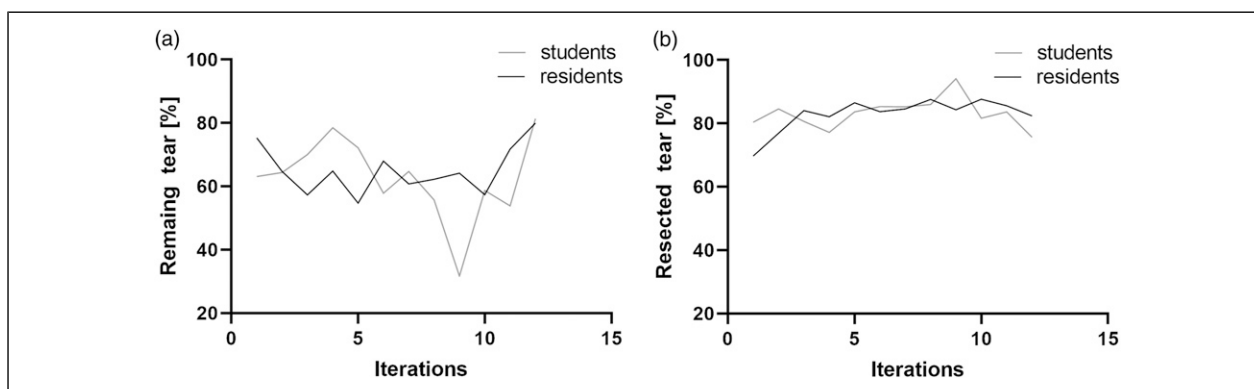 (a)
students
residents
100
80
60
40
20
Remaing tear [%]
0
5
10
15
Iterations
(b)
students
residents
100
80
60
40
20
Resected tear [%]
0
5
10
15
Iterations